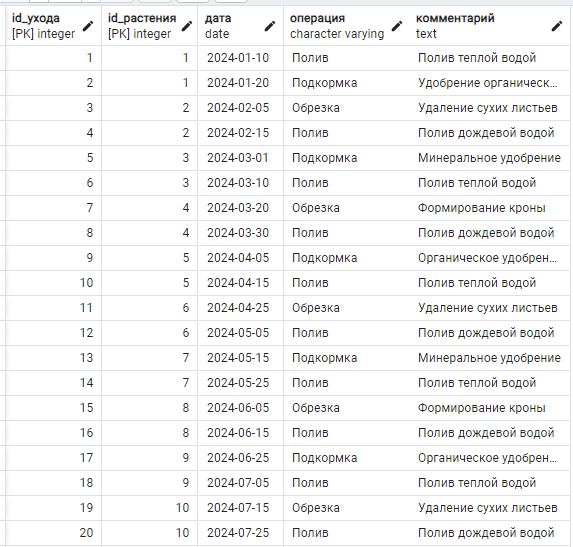 id_ухода id_растения дата операция комментарий
[PK] integer [PK] integer date character varying text
1 1 2024-01-10 Полив Полив теплой водой
2 1 2024-01-20 Подкормка Удобрение органическ...
3 2 2024-02-05 Обрезка Удаление сухих листьев
4 2 2024-02-15 Полив Полив дождевой водой
5 3 2024-03-01 Подкормка Минеральное удобрение
6 3 2024-03-10 Полив Полив теплой водой
7 4 2024-03-20 Обрезка Формирование кроны
8 4 2024-03-30 Полив Полив дождевой водой
9 5 2024-04-05 Подкормка Органическое удобрен...
10 5 2024-04-15 Полив Полив теплой водой
11 6 2024-04-25 Обрезка Удаление сухих листьев
12 6 2024-05-05 Полив Полив дождевой водой
13 7 2024-05-15 Подкормка Минеральное удобрение
14 7 2024-05-25 Полив Полив теплой водой
15 8 2024-06-05 Обрезка Формирование кроны
16 8 2024-06-15 Полив Полив дождевой водой
17 9 2024-06-25 Подкормка Органическое удобрен...
18 9 2024-07-05 Полив Полив теплой водой
19 10 2024-07-15 Обрезка Удаление сухих листьев
20 10 2024-07-25 Полив Полив дождевой водой